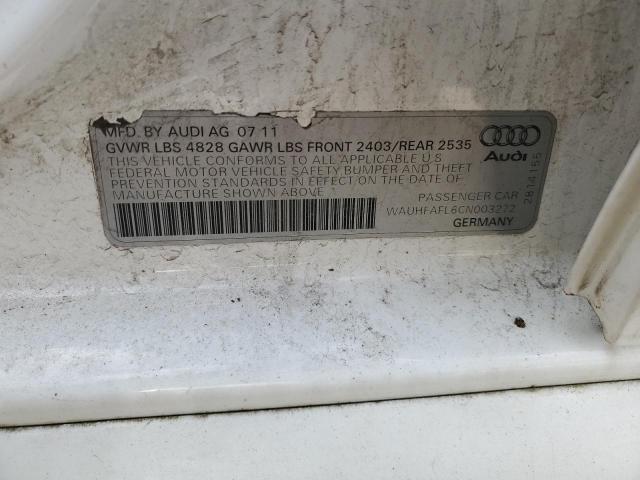 MFD. BY AUDI AG 07 11
GVWR LBS 4828 GAWR LBS FRONT 2403/REAR 2535
THIS VEHICLE CONFORMS TO ALL APPLICABLE U S
FEDERAL MOTOR VEHICLE SAFETY BUMPER AND THEFT
PREVENTION STANDARDS IN EFFECT ON THE DATE OF
MANUFACTURE SHOWN ABOVE
Audi
PASSENGER CAR
WAUHFAFL6CN003272
GERMANY
2814155